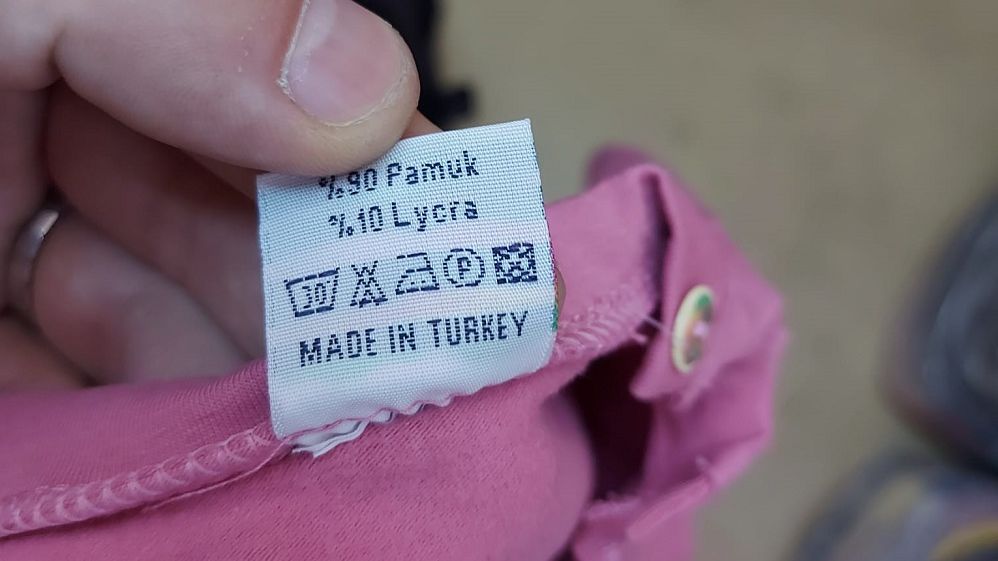 %90 Pamuk
%10 Lycra
30 P
MADE IN TURKEY